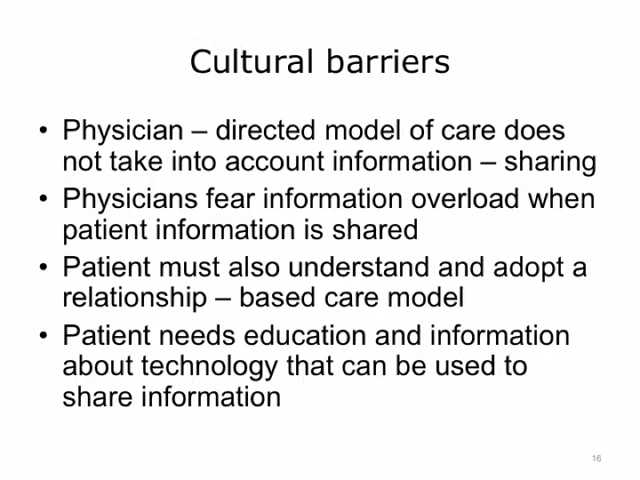 Cultural barriers
• Physician – directed model of care does
not take into account information – sharing
• Physicians fear information overload when
patient information is shared
• Patient must also understand and adopt a
relationship – based care model
• Patient needs education and information
about technology that can be used to
share information
16